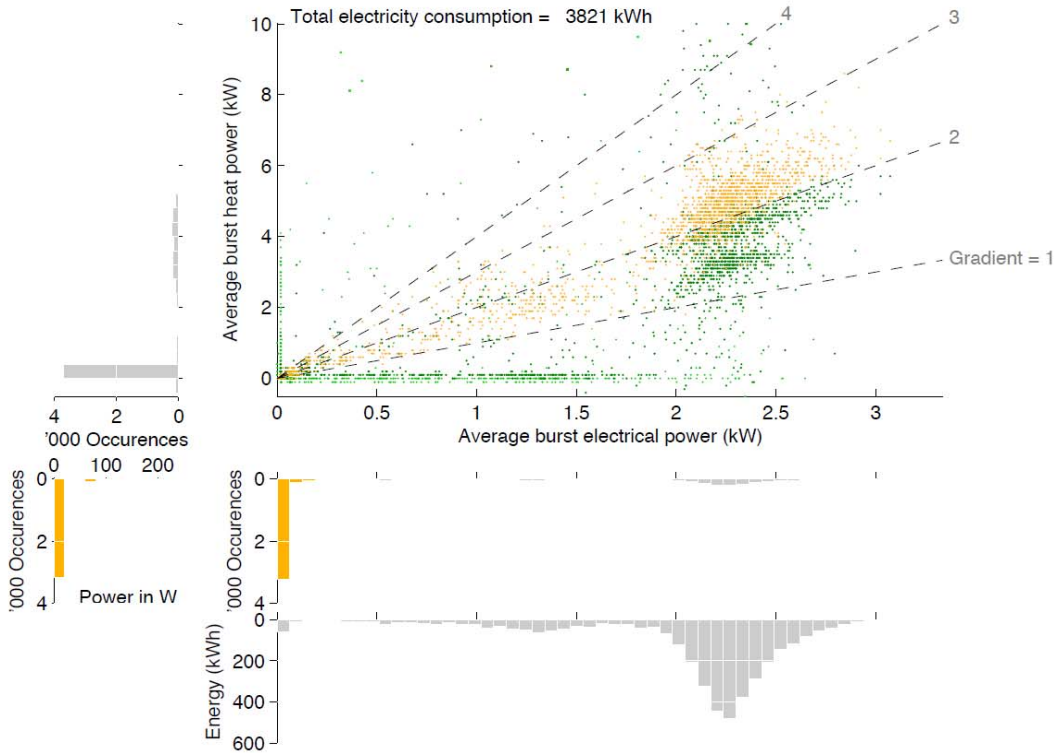 Total electricity consumption = 3821 kWh
4
3
2
Gradient = 1
Average burst heat power (kW)
10
8
6
4
2
0
0 0.5 1 1.5 2 2.5 3
Average burst electrical power (kW)
4 2 0
'000 Occurences
0 100 200
'000 Occurences
0
2
4
Power in W
'000 Occurences
0
2
4
Energy (kWh)
0
200
400
600